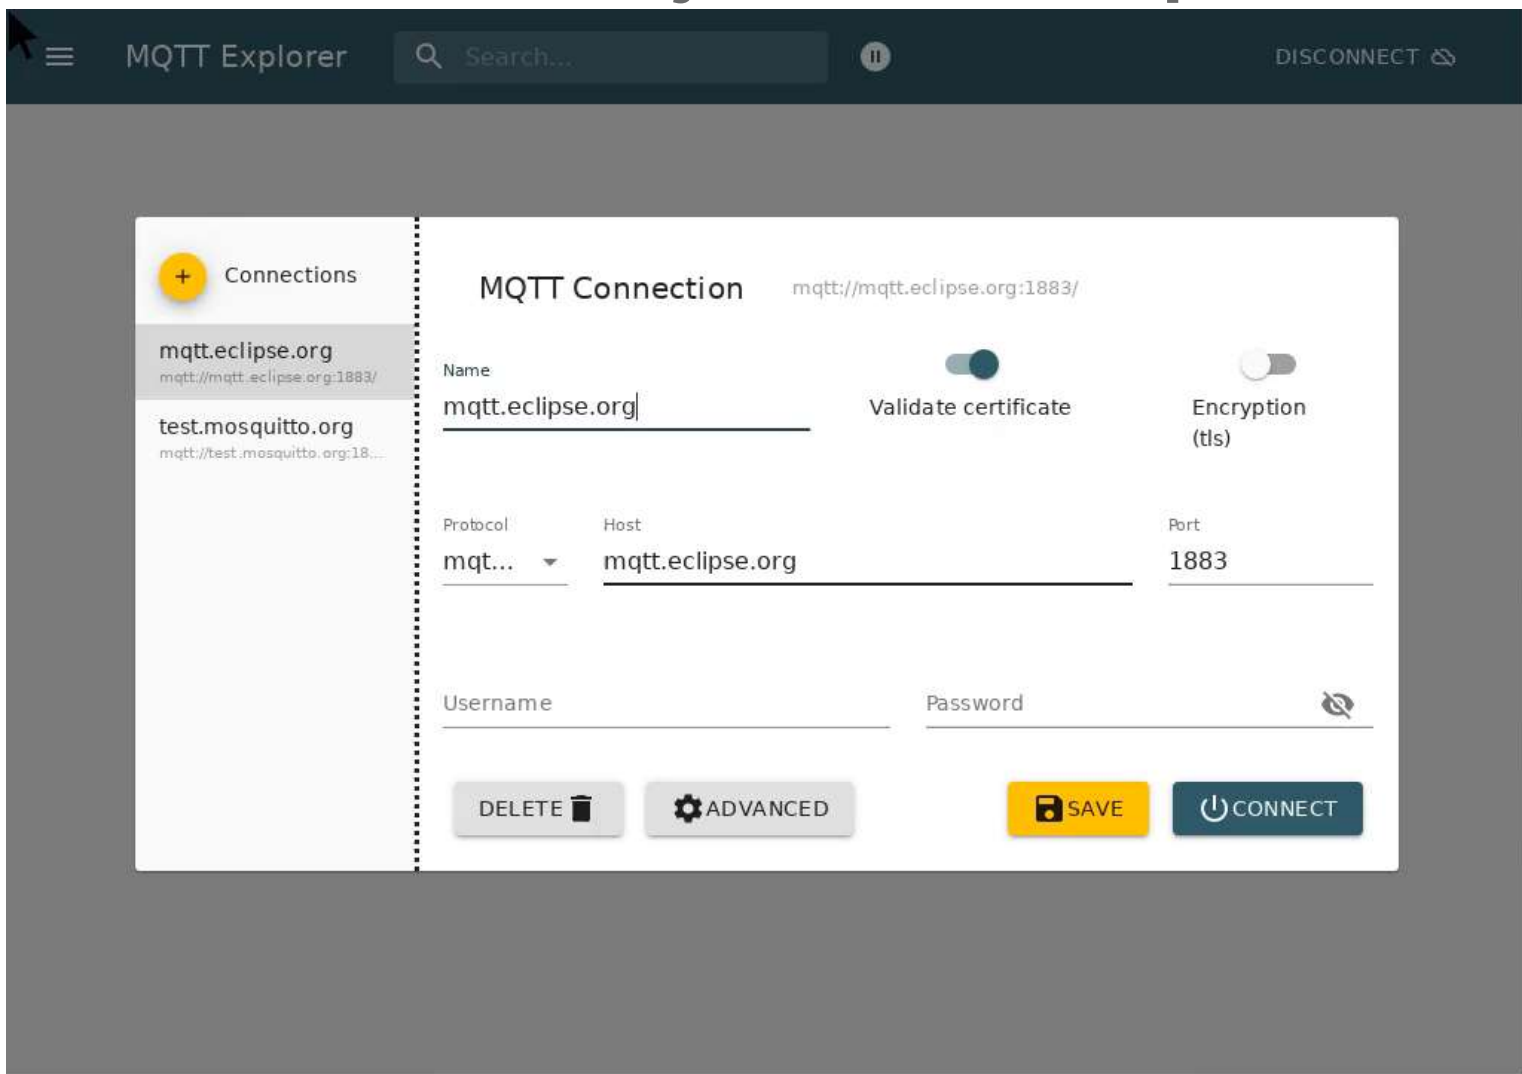 MQTT Explorer
Search...
DISCONNECT
+ Connections
mqtt.eclipse.org
mqtt://mqtt.eclipse.org:1883/
test.mosquitto.org
mqtt://test.mosquitto.org:18...
MQTT Connection mqtt://mqtt.eclipse.org:1883/
Name
mqtt.eclipse.org
Validate certificate
Encryption
(tls)
Protocol Host Port
mqt... mqtt.eclipse.org 1883
Username Password
DELETE ADVANCED SAVE CONNECT